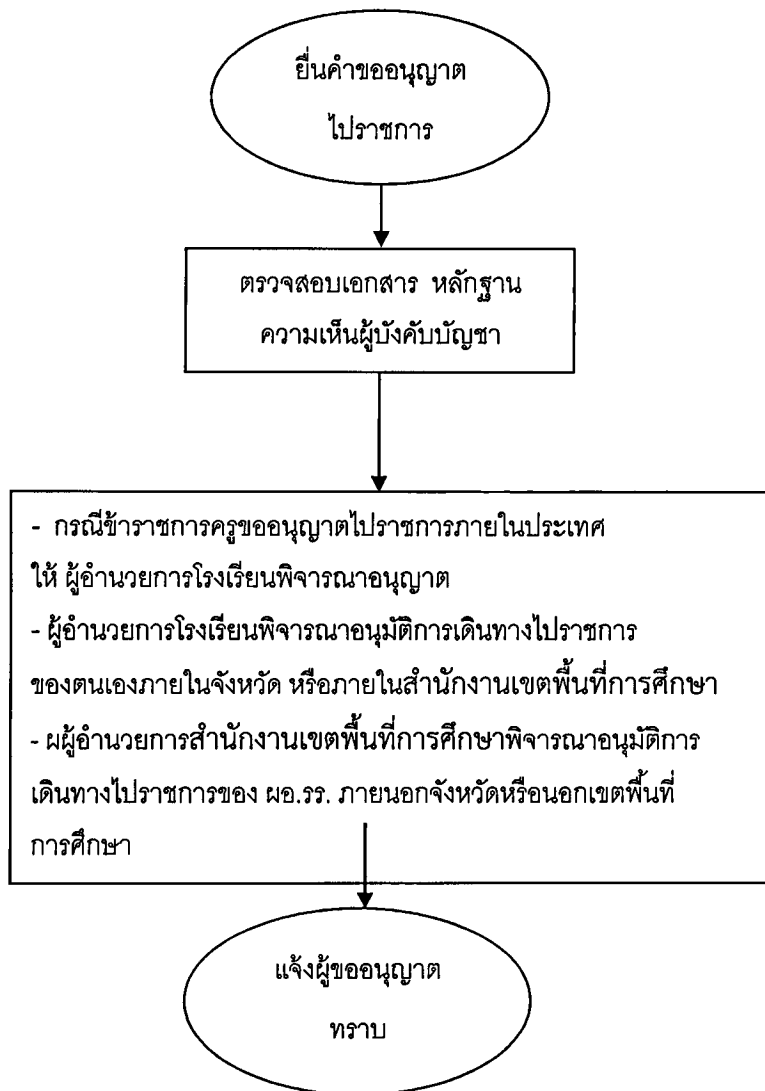 ยื่นคำขออนุญาต
ไปราชการ
ตรวจสอบเอกสาร หลักฐาน
ความเห็นผู้บังคับบัญชา
- กรณีข้าราชการครูขออนุญาตไปราชการภายในประเทศ
ให้ ผู้อำนวยการโรงเรียนพิจารณาอนุญาต
- ผู้อำนวยการโรงเรียนพิจารณาอนุมัติการเดินทางไปราชการ
ของตนเองภายในจังหวัด หรือภายในสำนักงานเขตพื้นที่การศึกษา
- ผผู้อำนวยการสำนักงานเขตพื้นที่การศึกษาพิจารณาอนุมัติการ
เดินทางไปราชการของ ผอ.รร. ภายนอกจังหวัดหรือนอกเขตพื้นที่
การศึกษา
แจ้งผู้ขออนุญาต
ทราบ